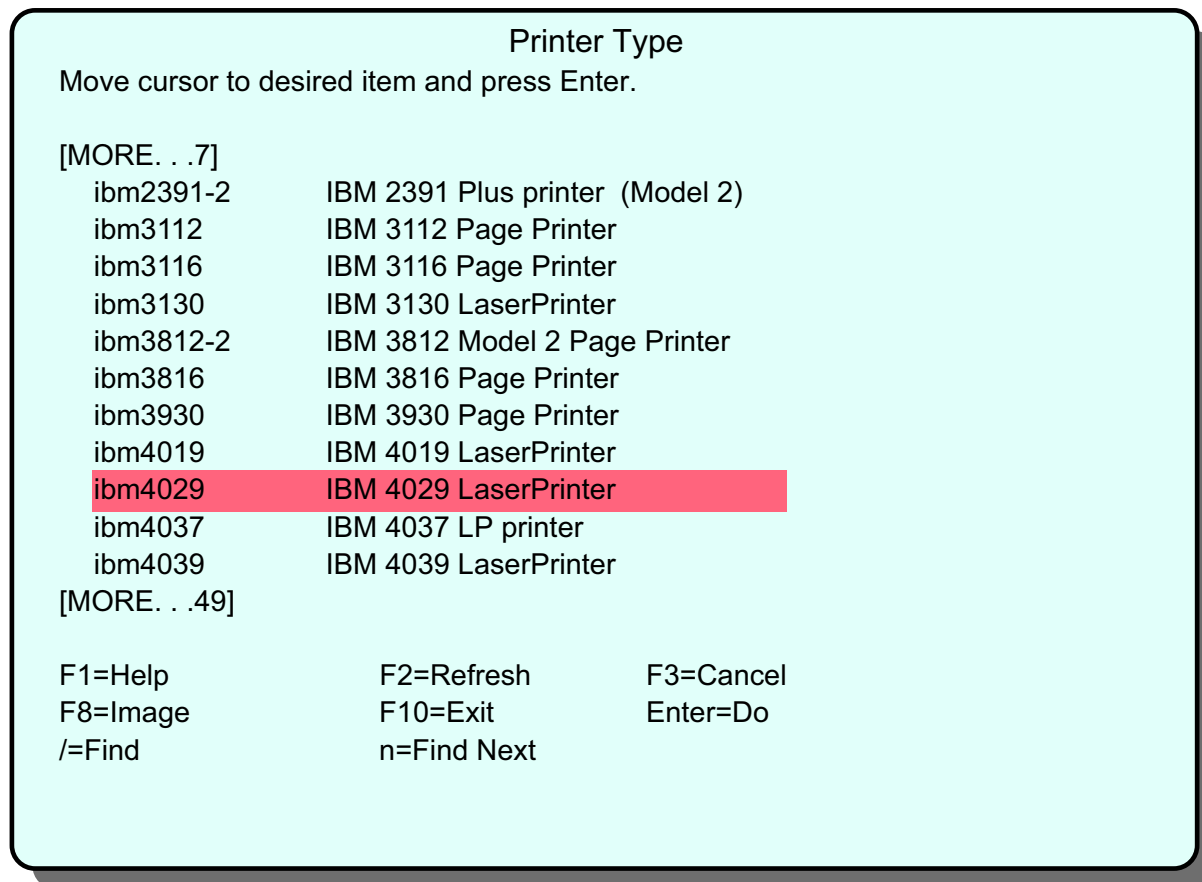 Printer Type
Move cursor to desired item and press Enter.
[MORE. . .7]
ibm2391-2 IBM 2391 Plus printer (Model 2)
ibm3112 IBM 3112 Page Printer
ibm3116 IBM 3116 Page Printer
ibm3130 IBM 3130 LaserPrinter
ibm3812-2 IBM 3812 Model 2 Page Printer
ibm3816 IBM 3816 Page Printer
ibm3930 IBM 3930 Page Printer
ibm4019 IBM 4019 LaserPrinter
ibm4029 IBM 4029 LaserPrinter
ibm4037 IBM 4037 LP printer
ibm4039 IBM 4039 LaserPrinter
[MORE. . .49]
F1=Help F2=Refresh F3=Cancel
F8=Image F10=Exit Enter=Do
/=Find n=Find Next